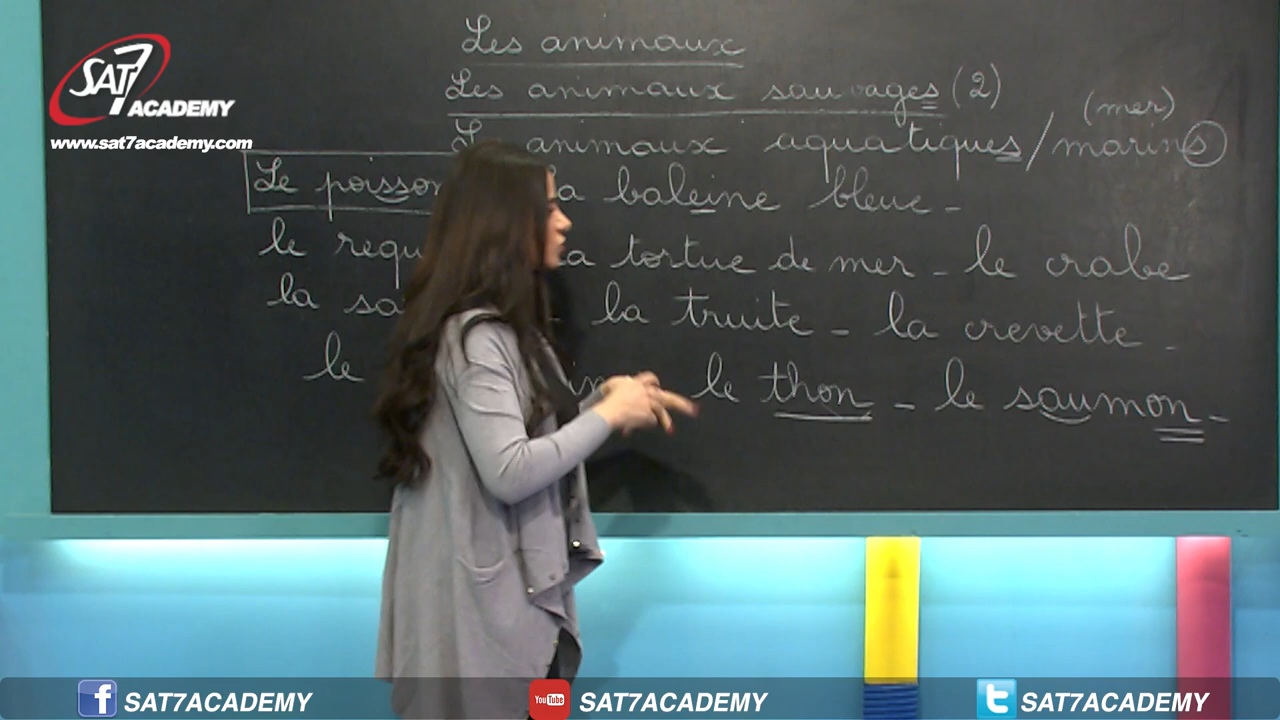 SAT7
ACADEMY
www.sat7academy.com
Les animaux
Les animaux sauvages (2)
(mer)
animaux aquatiques / marins
Le poisson la baleine bleue -
le requ la tortue de mer - le crabe
la sa - la truite - la crevette -
le le thon - le saumon -
f SAT7ACADEMY
YouTube SAT7ACADEMY
SAT7ACADEMY